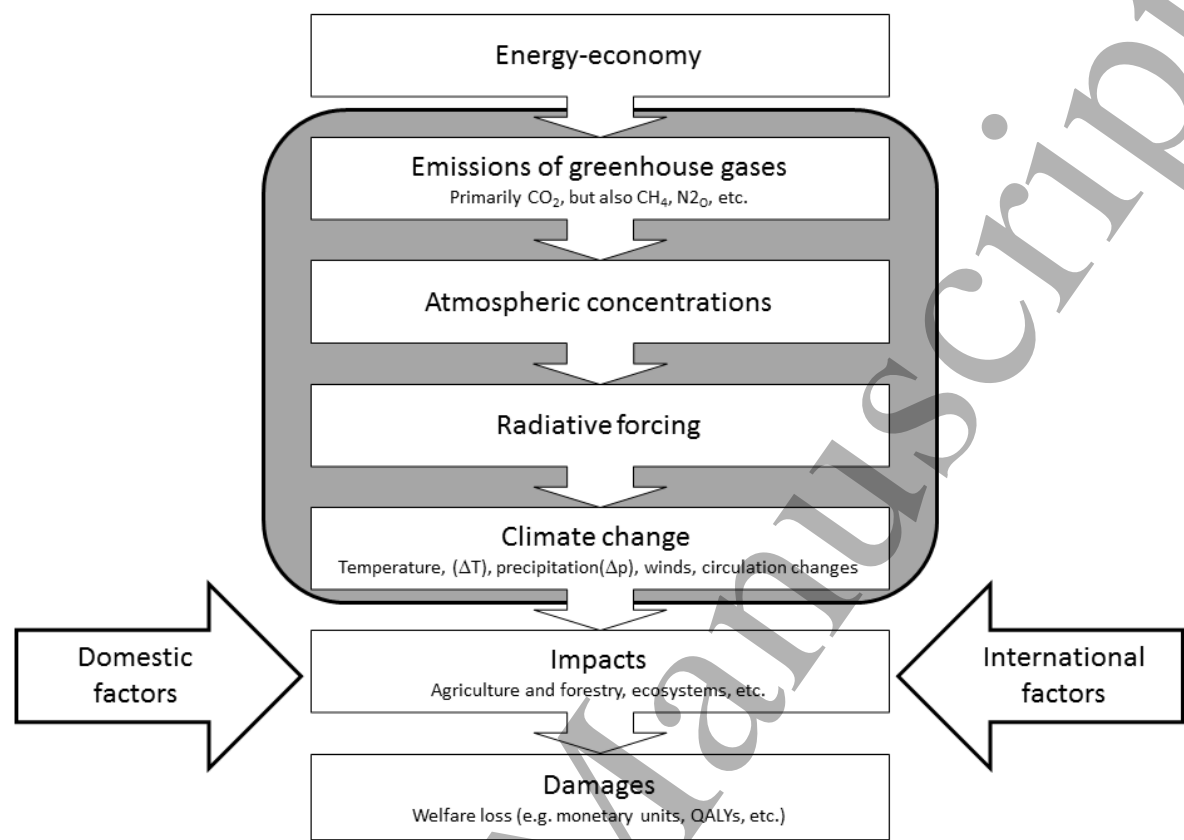 Energy-economy
Emissions of greenhouse gases
Primarily CO₂, but also CH₄, N2ₒ, etc.
Atmospheric concentrations
Radiative forcing
Climate change
Temperature, (ΔT), precipitation(Δp), winds, circulation changes
Domestic
factors
Impacts
Agriculture and forestry, ecosystems, etc.
International
factors
Damages
Welfare loss (e.g. monetary units, QALYs, etc.)
Manuscrip